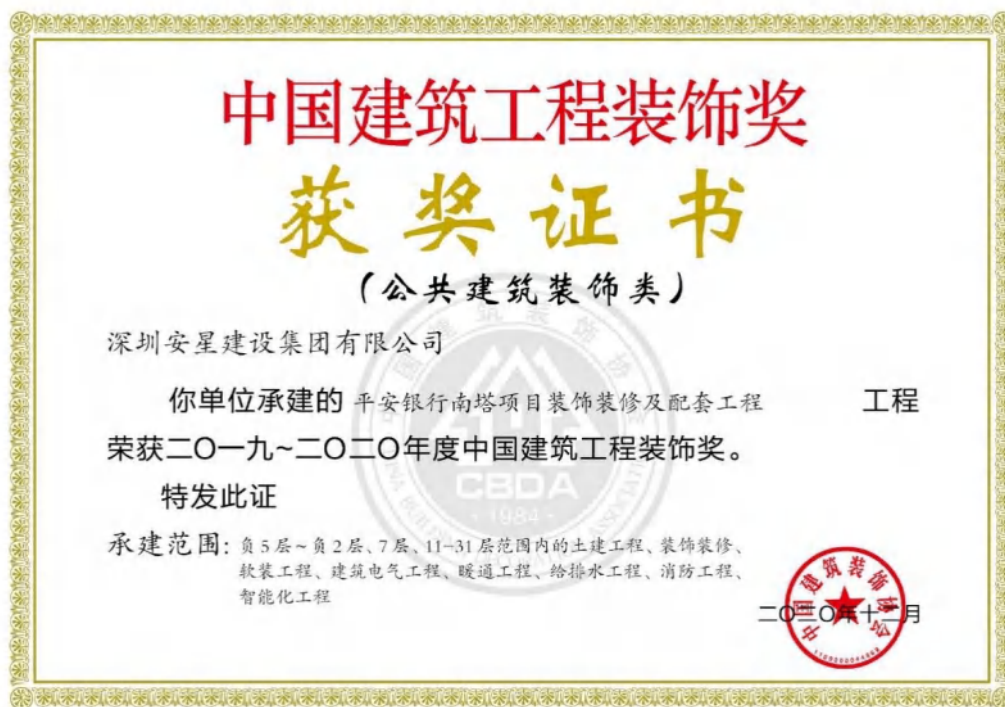 中国建筑工程装饰奖
获奖证书
(公共建筑装饰类)
深圳安星建设集团有限公司
你单位承建的 平安银行南塔项目装饰装修及配套工程 工程
荣获二〇一九~二〇二〇年度中国建筑工程装饰奖。
特发此证
承建范围: 负5层~负2层、7层、11-31层范围内的土建工程、装饰装修、
软装工程、建筑电气工程、暖通工程、给排水工程、消防工程、
智能化工程
二〇二〇年十二月
中国建筑装饰协会
CBDA
·1984·